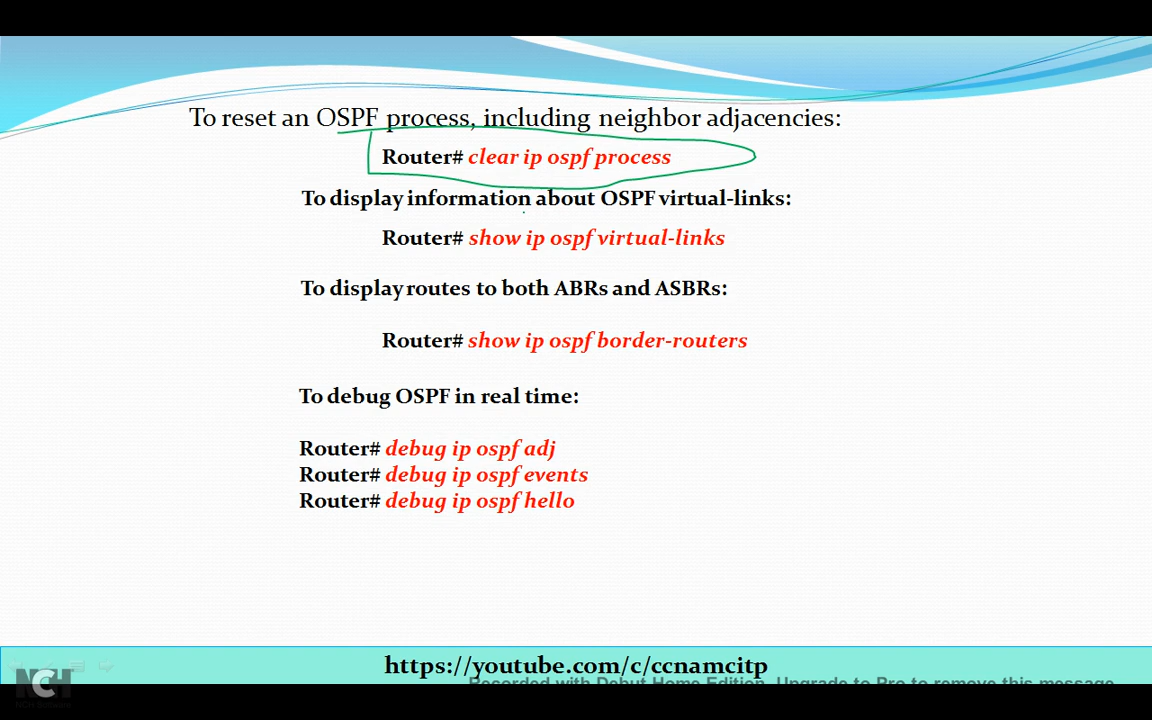 To reset an OSPF process, including neighbor adjacencies:
Router# clear ip ospf process
To display information about OSPF virtual-links:
Router# show ip ospf virtual-links
To display routes to both ABRs and ASBRs:
Router# show ip ospf border-routers
To debug OSPF in real time:
Router# debug ip ospf adj
Router# debug ip ospf events
Router# debug ip ospf hello
https://youtube.com/c/ccnamcitp
Recorded with Debut Home Edition. Upgrade to Pro to remove this message
NCH
NCH Software